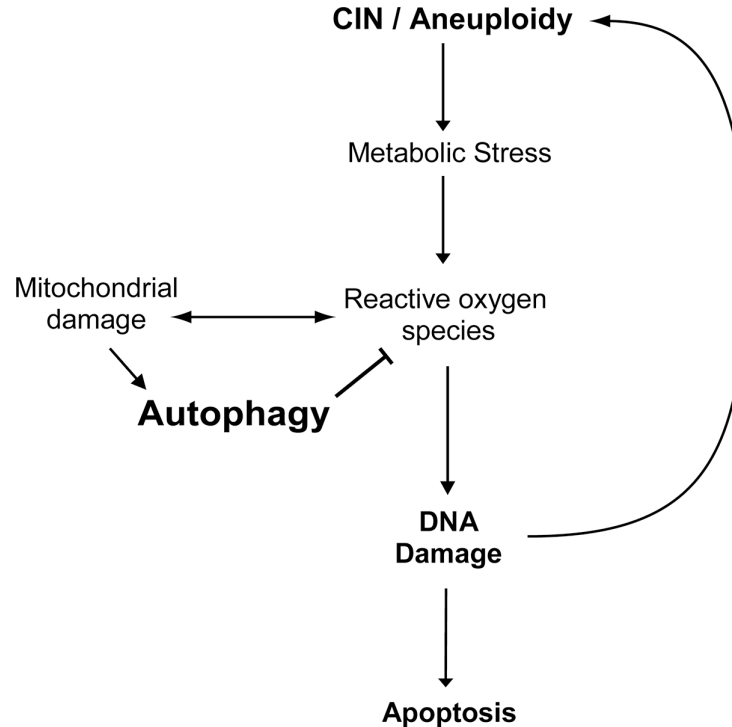 CIN / Aneuploidy
Metabolic Stress
Mitochondrial
damage
Reactive oxygen
species
Autophagy
DNA
Damage
Apoptosis